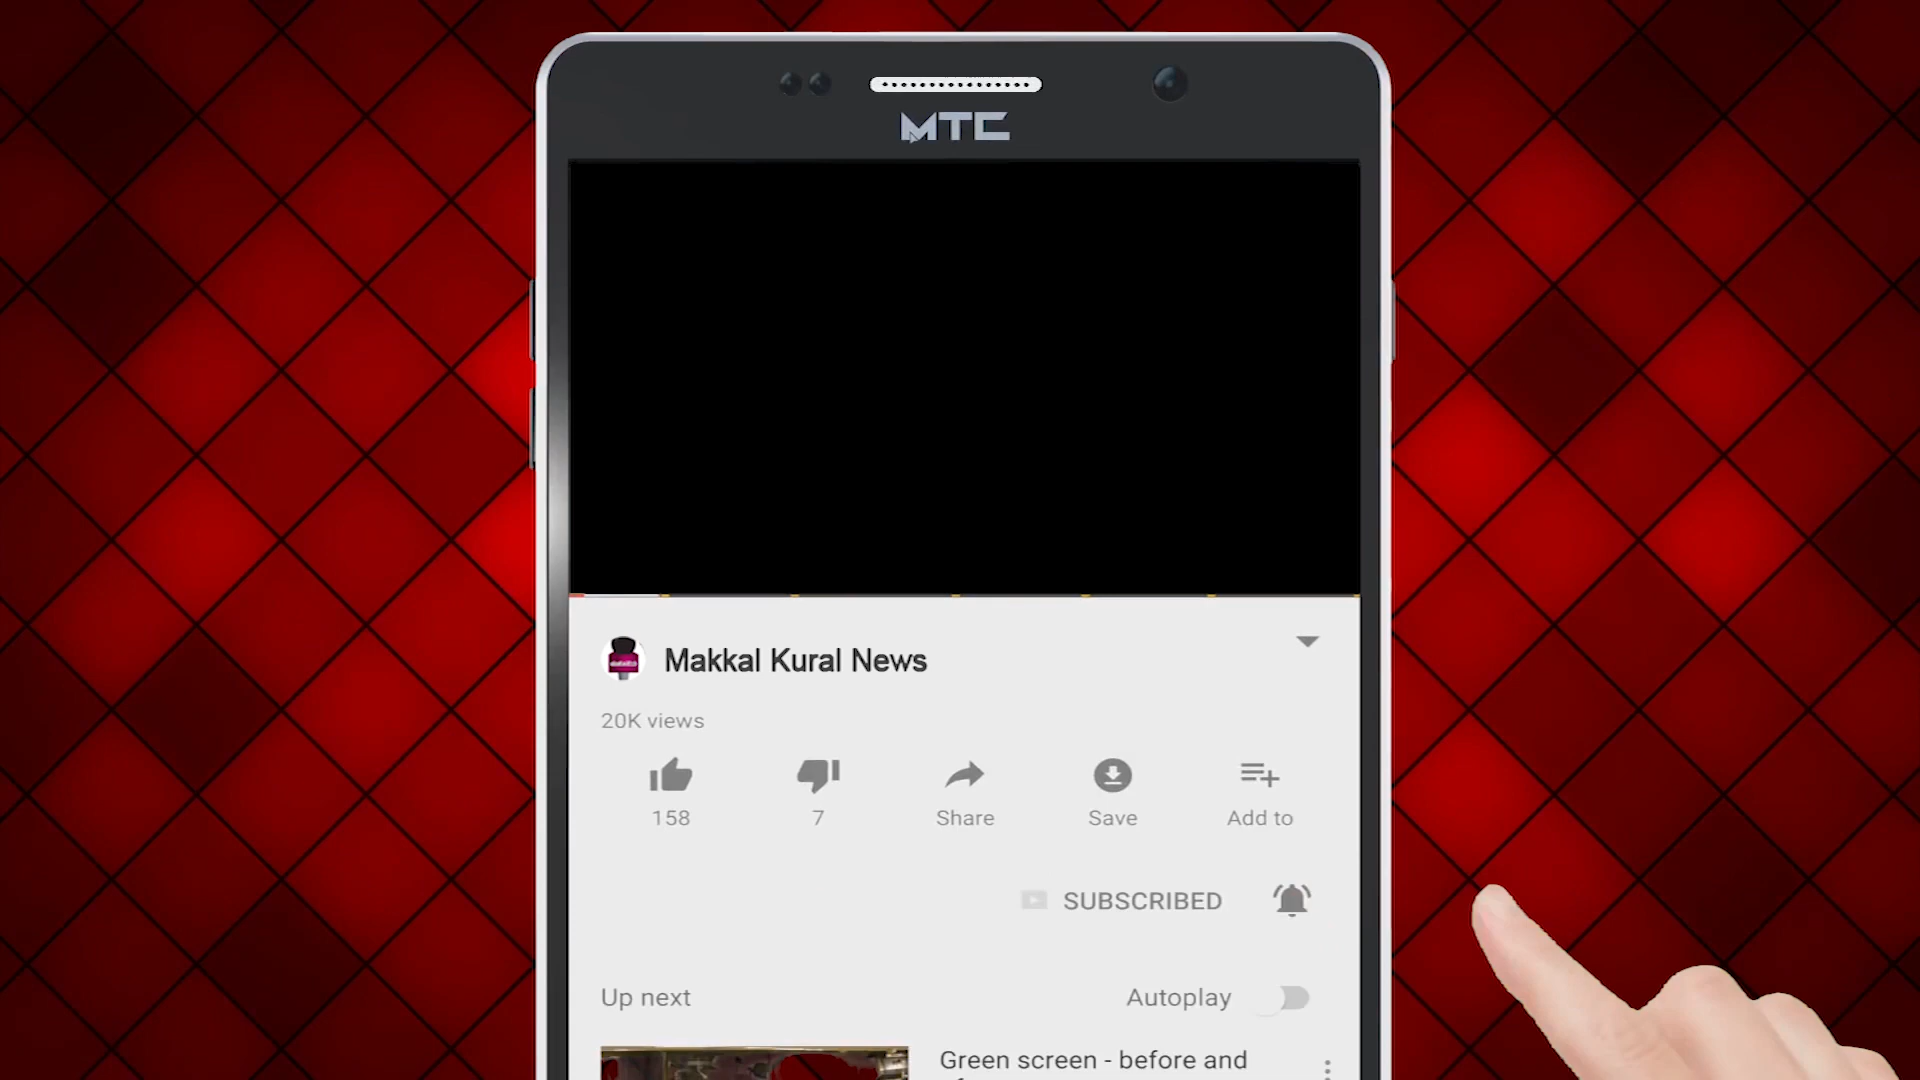 MTC
Makkal Kural News
20K views
158
7
Share
Save
Add to
SUBSCRIBED
Up next
Autoplay
Green screen - before and